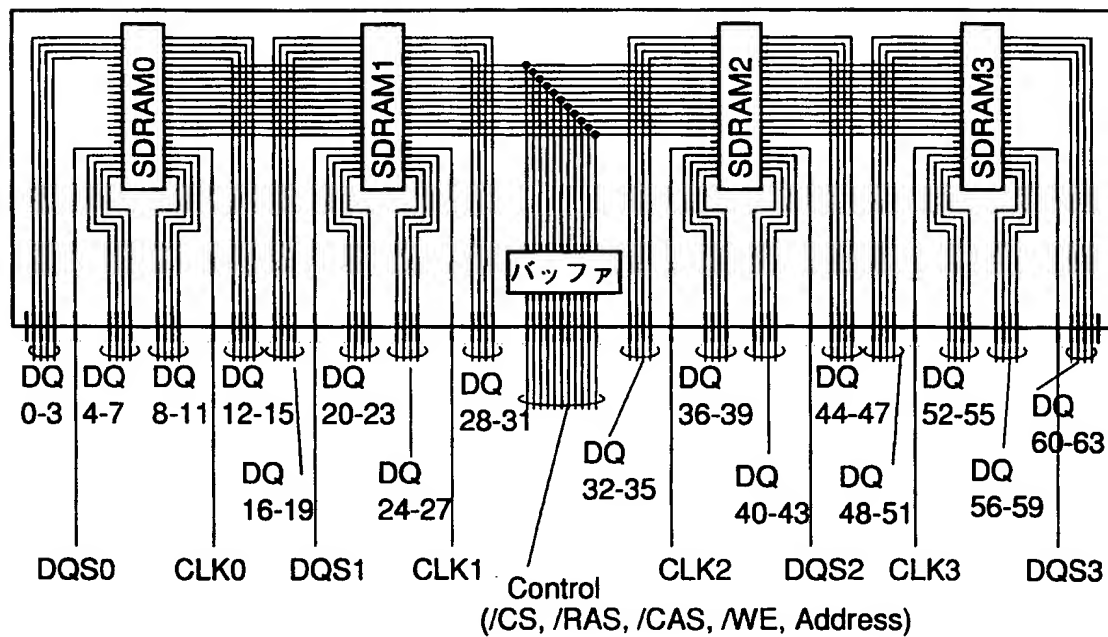 SDRAM0
SDRAM1
SDRAM2
SDRAM3
バッファ
DQ
0-3
DQ
4-7
DQ
8-11
DQ
12-15
DQ
16-19
DQ
20-23
DQ
24-27
DQ
28-31
DQ
32-35
DQ
36-39
DQ
40-43
DQ
44-47
DQ
48-51
DQ
52-55
DQ
56-59
DQ
60-63
DQS0
CLK0
DQS1
CLK1
CLK2
DQS2
CLK3
DQS3
Control
(/CS, /RAS, /CAS, /WE, Address)